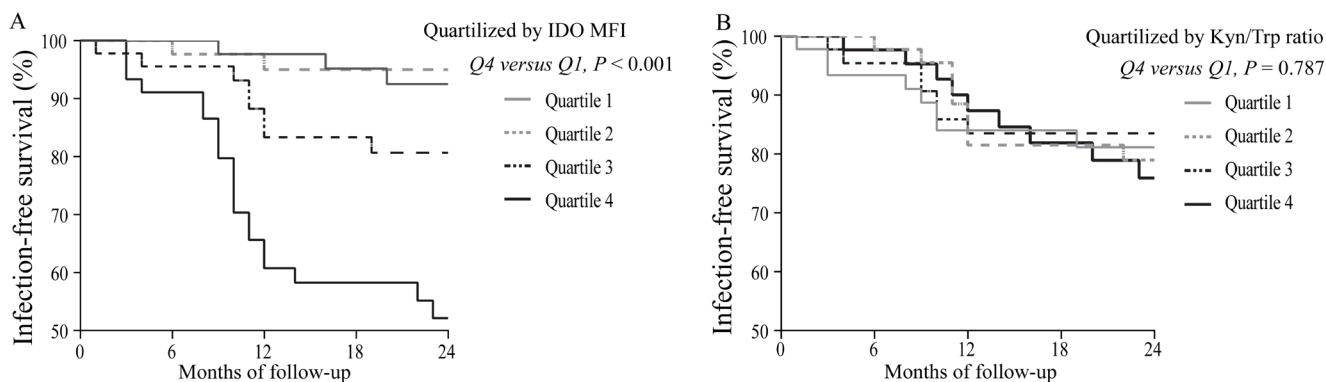 A
Quartilized by IDO MFI
Q4 versus Q1, P < 0.001
Quartile 1
Quartile 2
Quartile 3
Quartile 4
Infection-free survival (%)
100
90
80
70
60
50
0 6 12 18 24
Months of follow-up
B
Quartilized by Kyn/Trp ratio
Q4 versus Q1, P = 0.787
Quartile 1
Quartile 2
Quartile 3
Quartile 4
Infection-free survival (%)
100
90
80
70
60
50
0 6 12 18 24
Months of follow-up